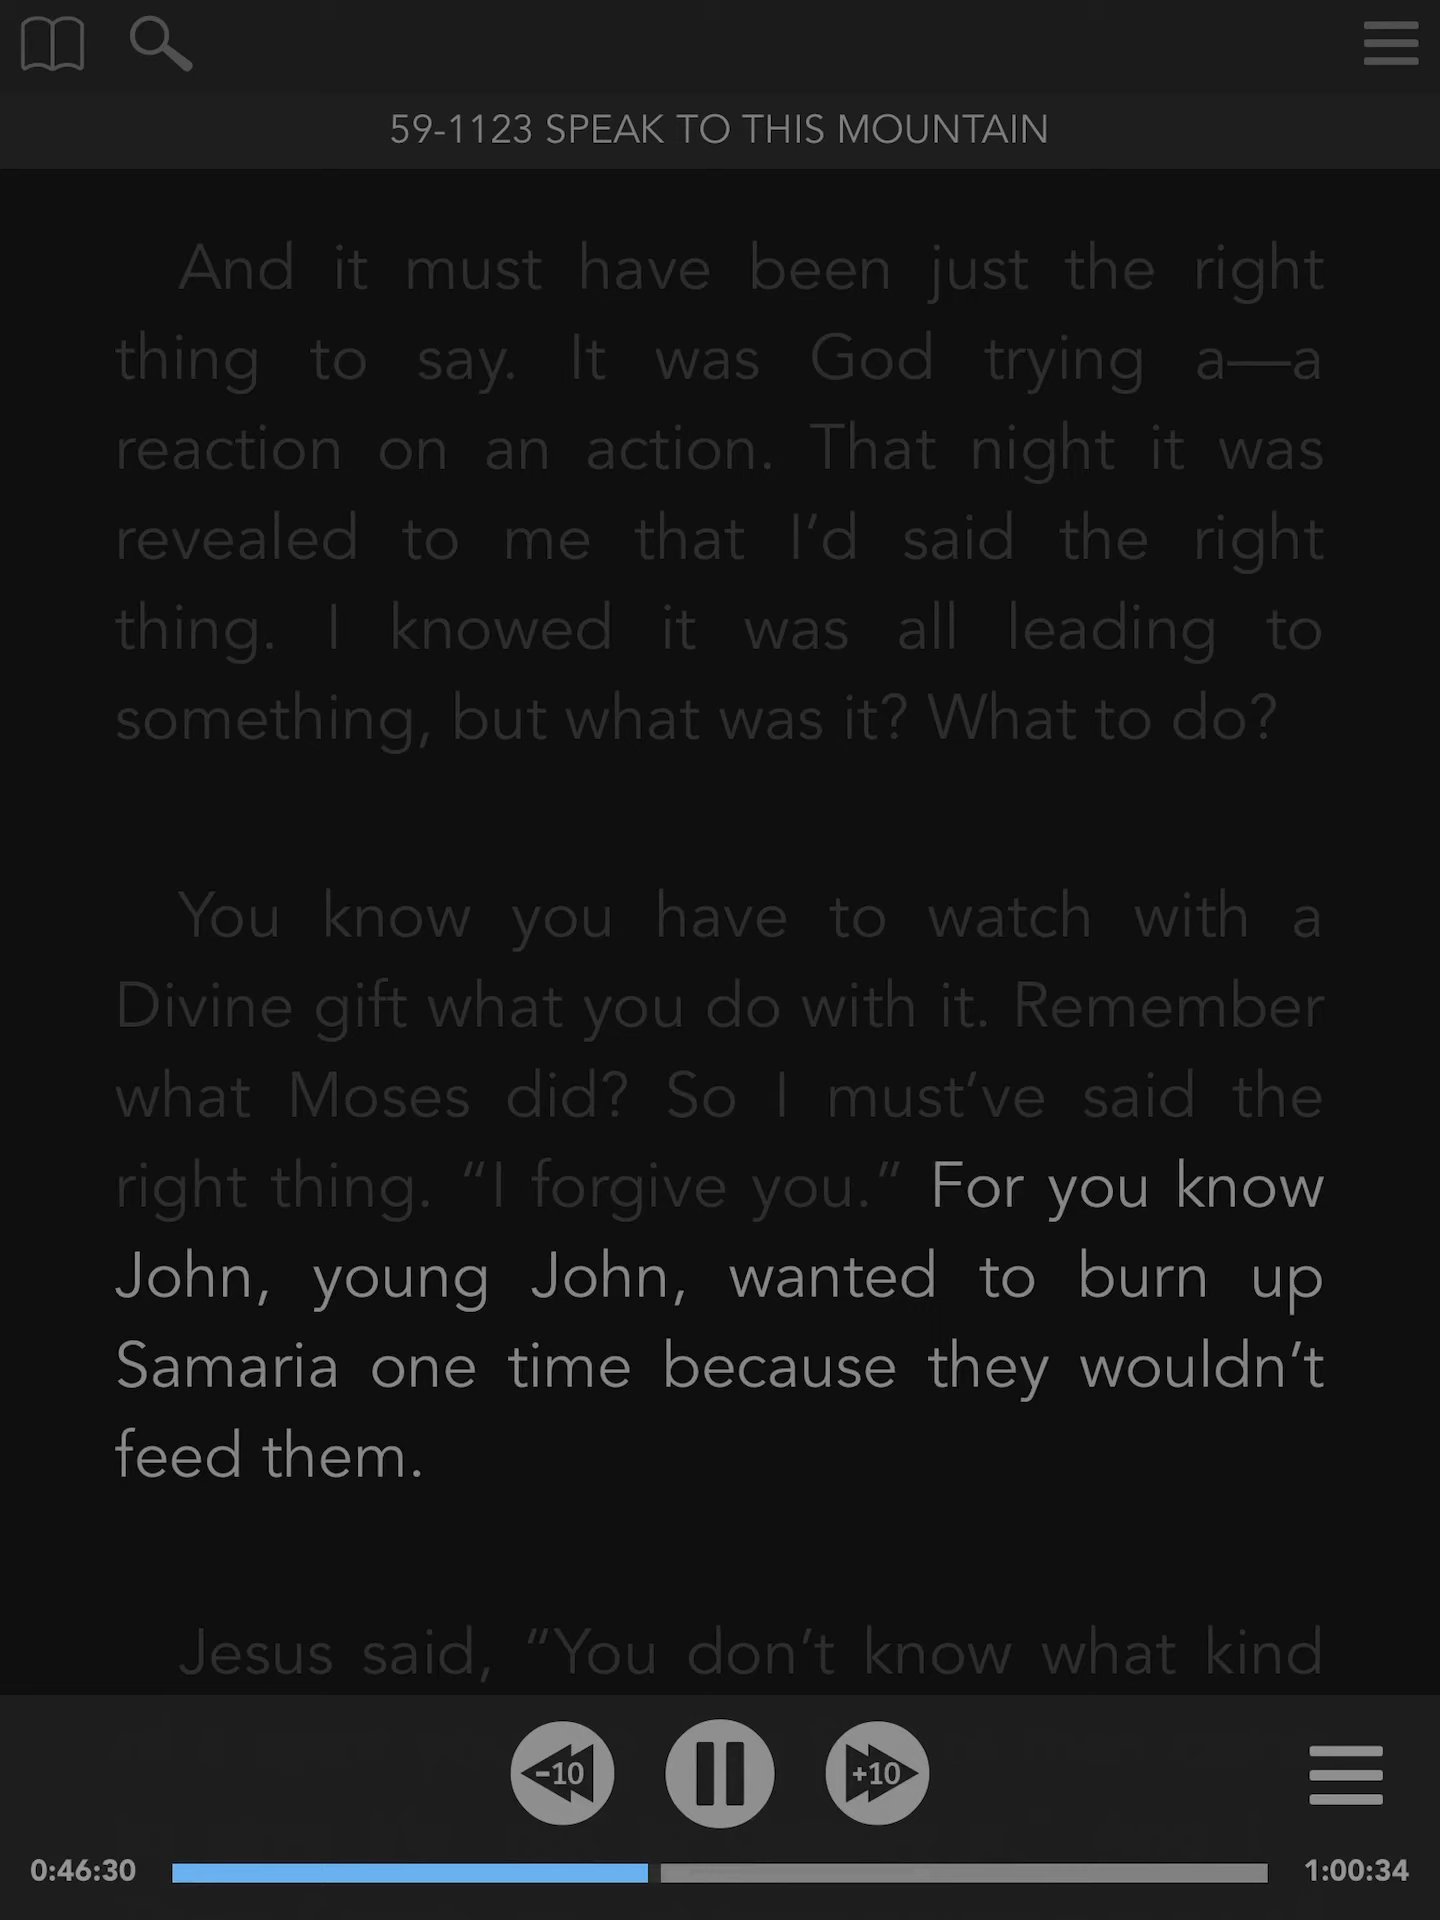 59-1123 SPEAK TO THIS MOUNTAIN
And it must have been just the right
thing to say. It was God trying a—a
reaction on an action. That night it was
revealed to me that I’d said the right
thing. I knowed it was all leading to
something, but what was it? What to do?
You know you have to watch with a
Divine gift what you do with it. Remember
what Moses did? So I must‘ve said the
right thing. “I forgive you.” For you know
John, young John, wanted to burn up
Samaria one time because they wouldn’t
feed them.
Jesus said, “You don’t know what kind
-10 +10
0:46:30 1:00:34